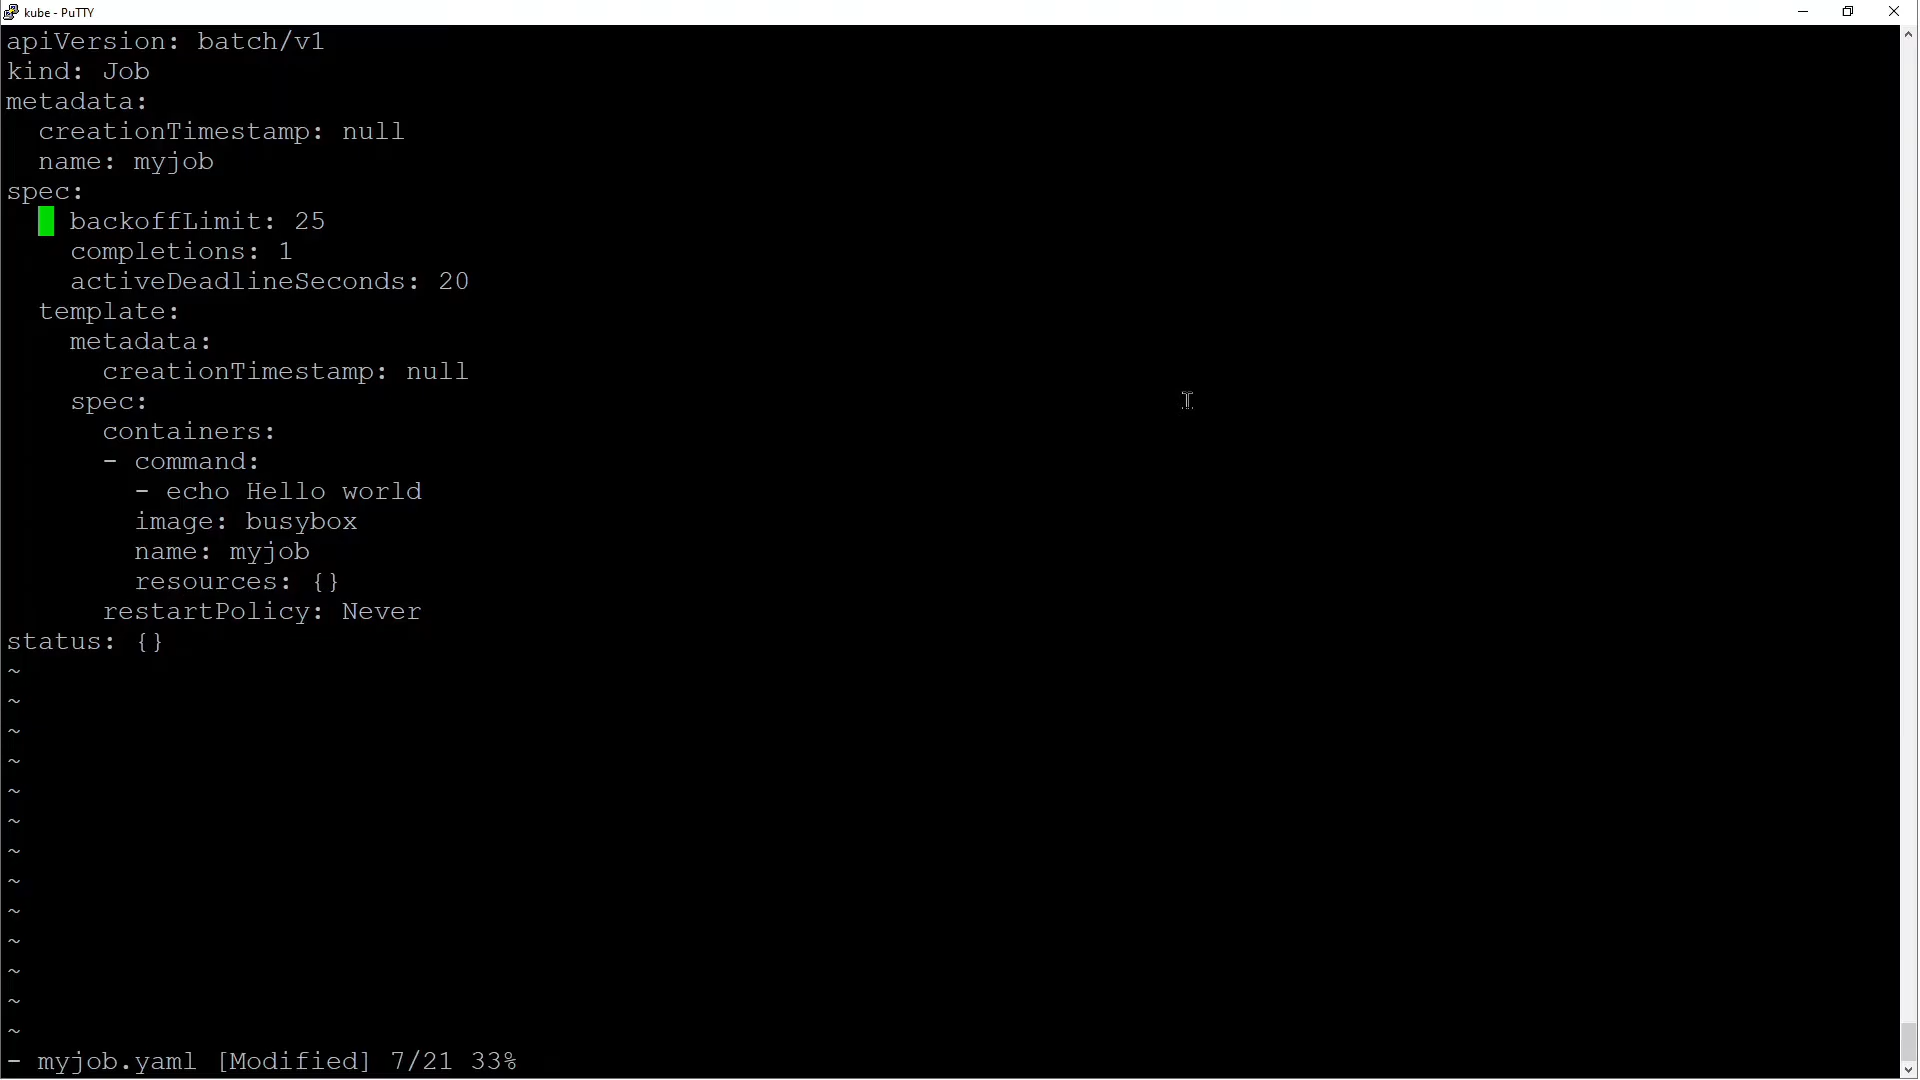 kube - PuTTY
apiVersion: batch/v1
kind: Job
metadata:
  creationTimestamp: null
  name: myjob
spec:
    backoffLimit: 25
    completions: 1
    activeDeadlineSeconds: 20
  template:
    metadata:
      creationTimestamp: null
    spec:
      containers:
      - command:
        - echo Hello world
        image: busybox
        name: myjob
        resources: {}
      restartPolicy: Never
status: {}
~
~
~
~
~
~
~
~
~
~
~
~
~
- myjob.yaml [Modified] 7/21 33%